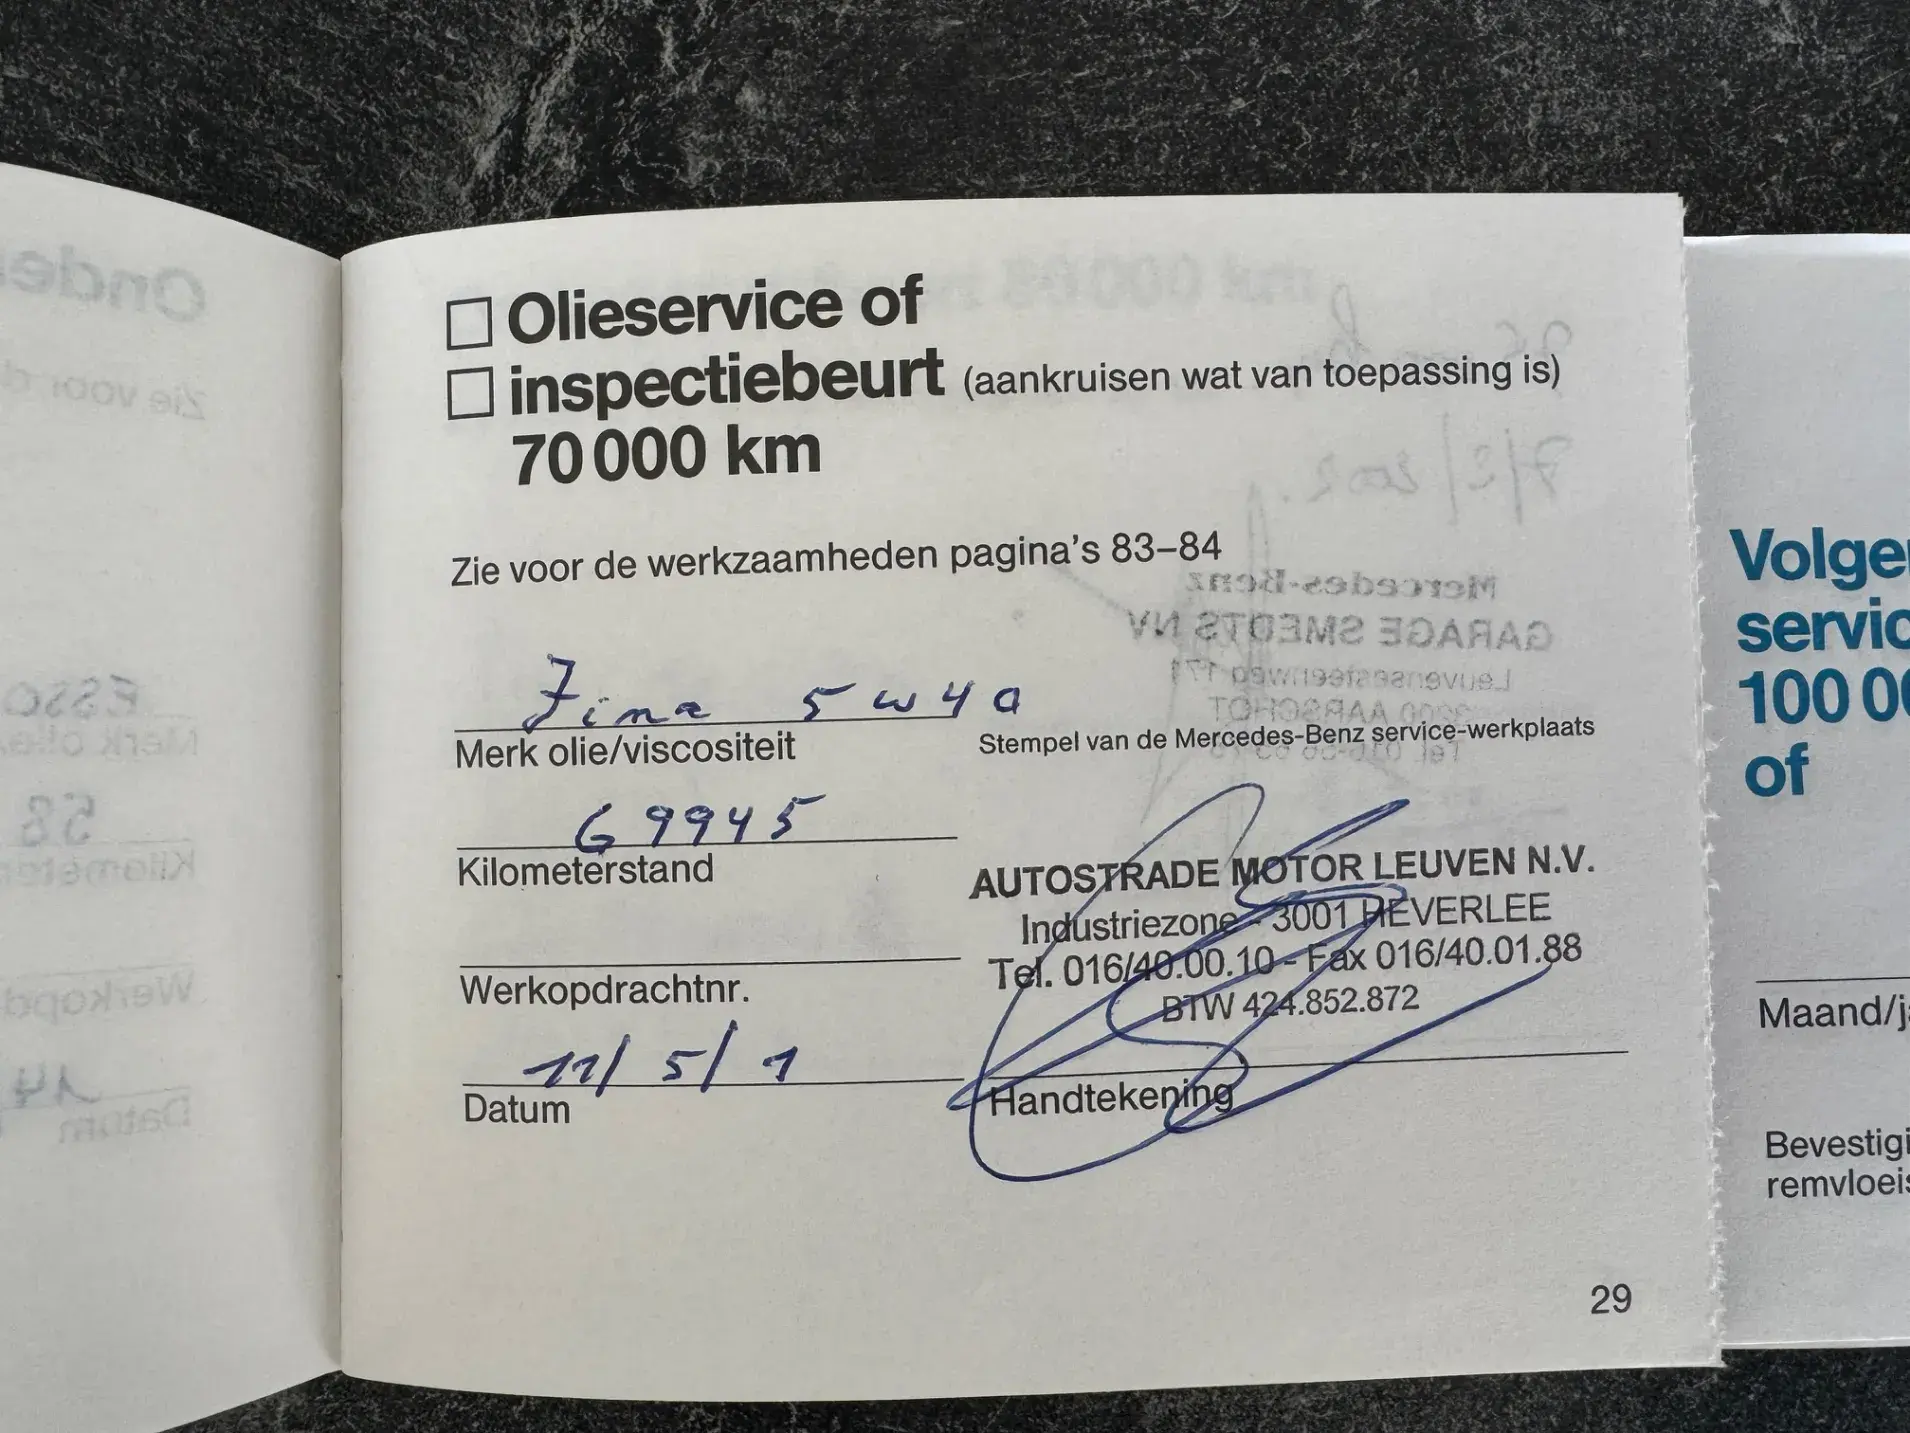 Olieservice of
inspectiebeurt (aankruisen wat van toepassing is)
70 000 km
Zie voor de werkzaamheden pagina's 83–84
Fina 5w40
Merk olie/viscositeit
Stempel van de Mercedes-Benz service-werkplaats
69945
Kilometerstand
AUTOSTRADE MOTOR LEUVEN N.V.
Industriezone - 3001 HEVERLEE
Tel. 016/40.00.10 - Fax 016/40.01.88
BTW 424.852.872
Werkopdrachtnr.
11/5/1
Datum
Handtekening
29
Volge
servic
100 00
of
Maand/j
Bevestigi
remvloeis